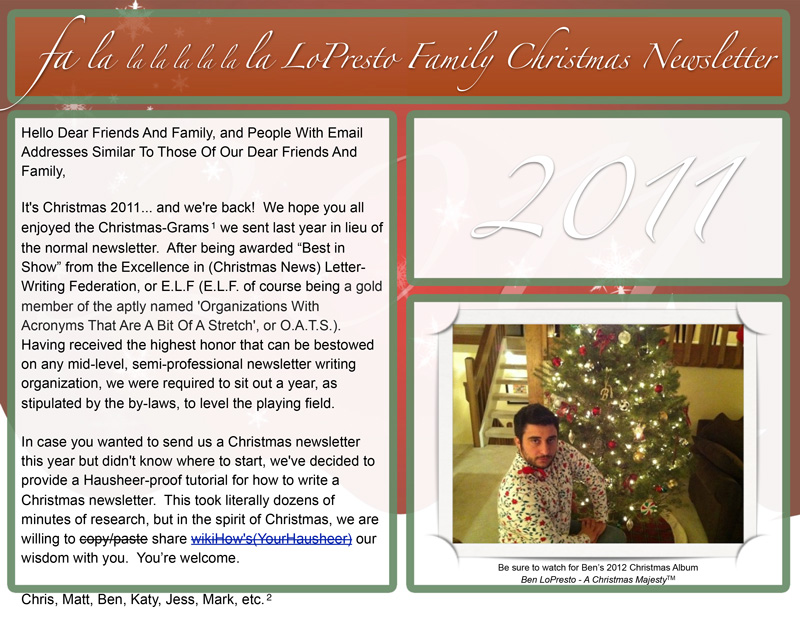 fa la la la la la la la LoPresto Family Christmas Newsletter
Hello Dear Friends And Family, and People With Email
Addresses Similar To Those Of Our Dear Friends And
Family,
It's Christmas 2011... and we're back!  We hope you all
enjoyed the Christmas-Grams¹ we sent last year in lieu of
the normal newsletter.  After being awarded “Best in
Show” from the Excellence in (Christmas News) Letter-
Writing Federation, or E.L.F (E.L.F. of course being a gold
member of the aptly named 'Organizations With
Acronyms That Are A Bit Of A Stretch', or O.A.T.S.).
Having received the highest honor that can be bestowed
on any mid-level, semi-professional newsletter writing
organization, we were required to sit out a year, as
stipulated by the by-laws, to level the playing field.
In case you wanted to send us a Christmas newsletter
this year but didn't know where to start, we've decided to
provide a Hausheer-proof tutorial for how to write a
Christmas newsletter.  This took literally dozens of
minutes of research, but in the spirit of Christmas, we are
willing to copy/paste share wikiHow's(YourHausheer) our
wisdom with you.  You’re welcome.
Chris, Matt, Ben, Katy, Jess, Mark, etc.²
2011
Be sure to watch for Ben’s 2012 Christmas Album
Ben LoPresto - A Christmas Majesty™